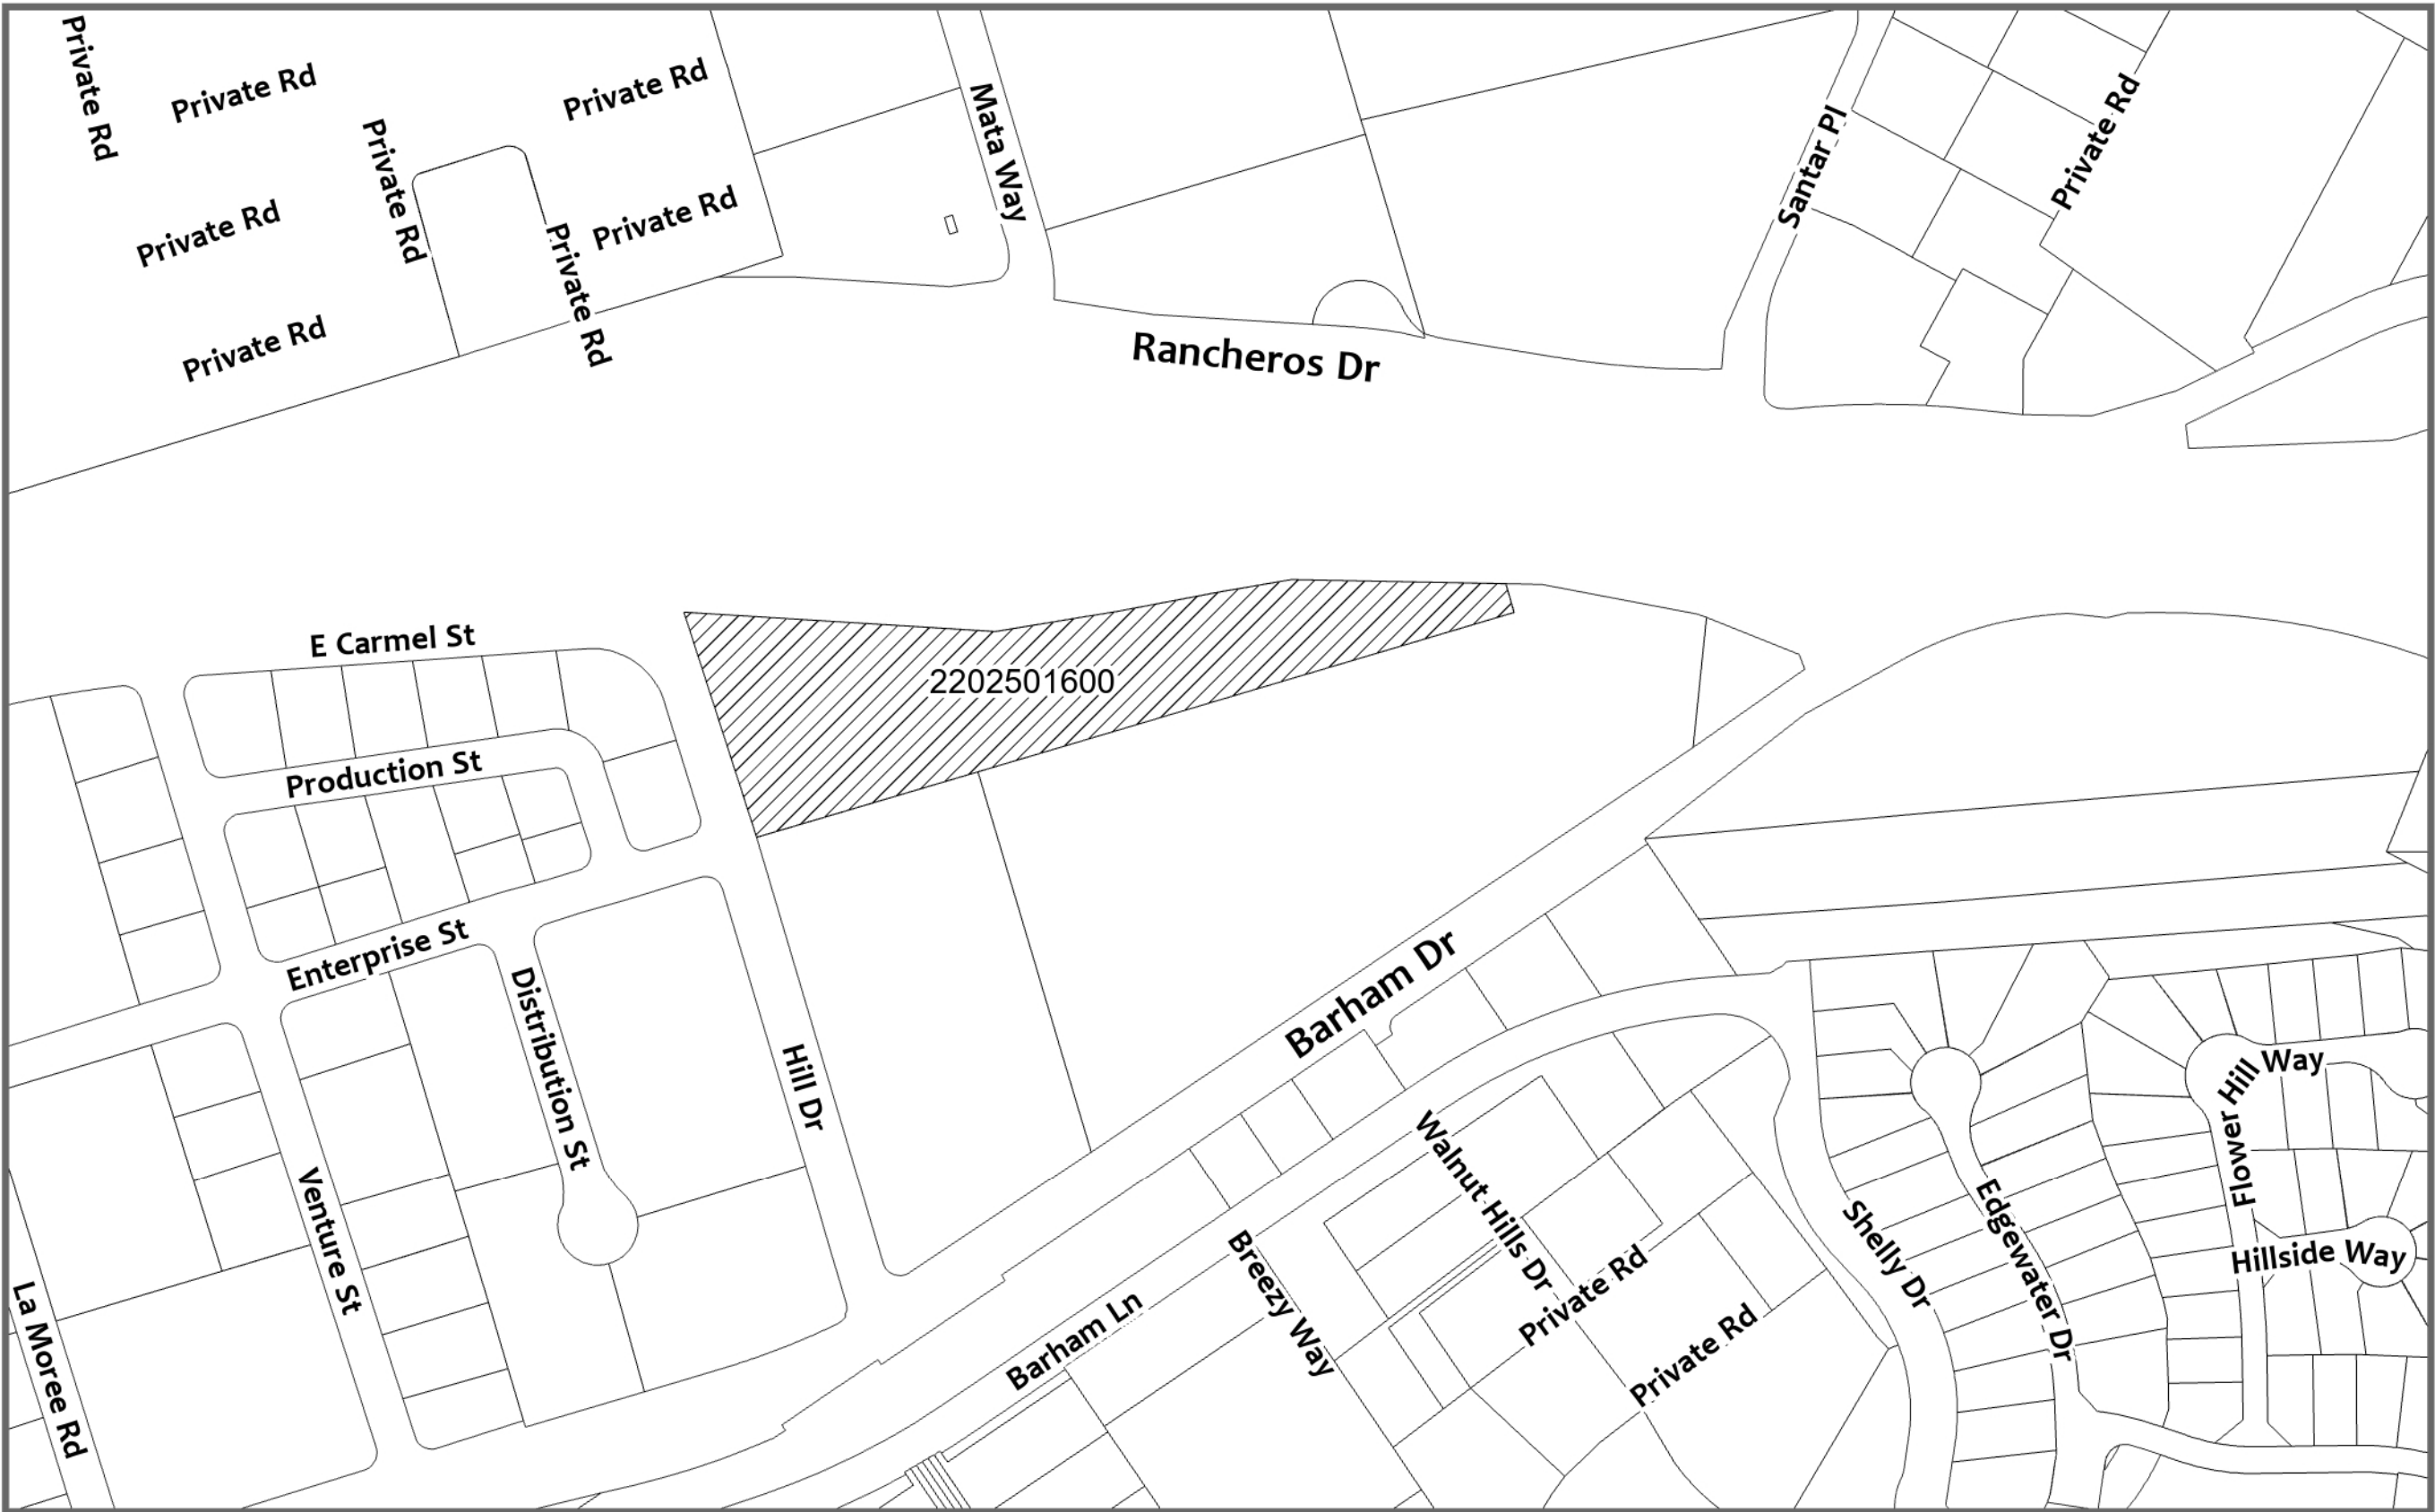 Private Rd
Private Rd
Private Rd
Private Rd
Mata Way
Santar Pl
Private Rd
Private Rd
Private Rd
Private Rd
Private Rd
Rancheros Dr
E Carmel St
2202501600
Production St
Enterprise St
Distribution St
Hill Dr
Barham Dr
Flower Hill Way
Venture St
Walnut Hills Dr
Shelly Dr
Edgewater Dr
Hillside Way
La Moree Rd
Barham Ln
Breezy Way
Private Rd
Private Rd